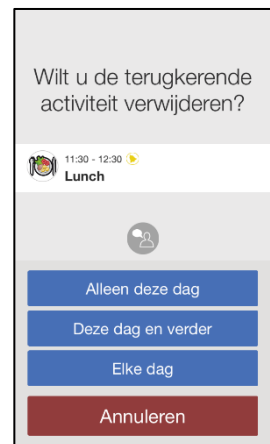 Wilt u de terugkerende
activiteit verwijderen?
11:30 - 12:30
Lunch
Alleen deze dag
Deze dag en verder
Elke dag
Annuleren